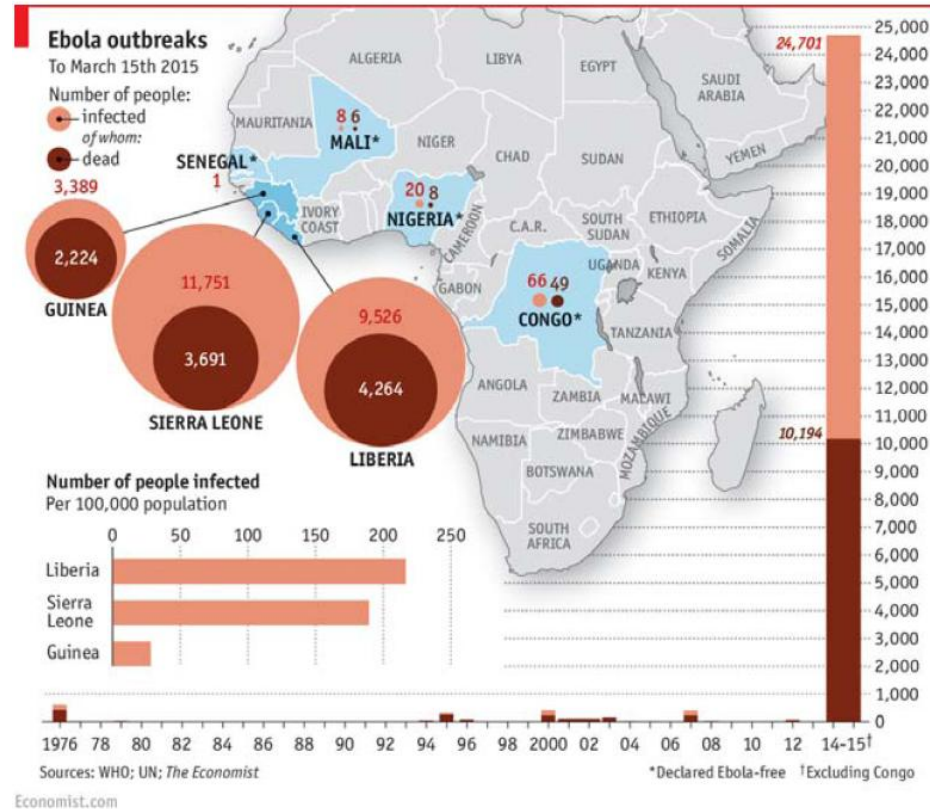 Ebola outbreaks
To March 15th 2015
Number of people:
infected
of whom:
dead
3,389
2,224
GUINEA
11,751
3,691
SIERRA LEONE
9,526
4,264
LIBERIA
SENEGAL*
1
8 6
MALI*
20 8
NIGERIA*
66 49
CONGO*
ALGERIA
LIBYA
EGYPT
SAUDI
ARABIA
MAURITANIA
NIGER
CHAD
SUDAN
YEMEN
IVORY
COAST
CAMEROON
C.A.R.
SOUTH
SUDAN
ETHIOPIA
SOMALIA
UGANDA
KENYA
GABON
TANZANIA
ANGOLA
ZAMBIA
MALAWI
MOZAMBIQUE
NAMIBIA
ZIMBABWE
BOTSWANA
SOUTH
AFRICA
24,701
10,194
25,000
24,000
23,000
22,000
21,000
20,000
19,000
18,000
17,000
16,000
15,000
14,000
13,000
12,000
11,000
10,000
9,000
8,000
7,000
6,000
5,000
4,000
3,000
2,000
1,000
0
Number of people infected
Per 100,000 population
0 50 100 150 200 250
Liberia
Sierra
Leone
Guinea
1976 78 80 82 84 86 88 90 92 94 96 98 2000 02 04 06 08 10 12 14-15†
Sources: WHO; UN; The Economist
*Declared Ebola-free †Excluding Congo
Economist.com